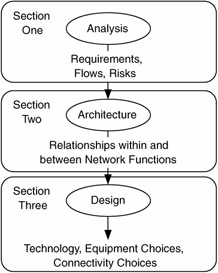 Section
One
Analysis
Requirements,
Flows, Risks
Section
Two
Architecture
Relationships within and
between Network Functions
Section
Three
Design
Technology, Equipment Choices,
Connectivity Choices